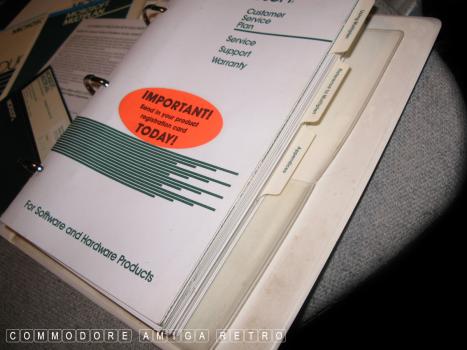 Customer
Service
Plan
Service
Support
Warranty
IMPORTANT!
Send in your product
registration card
TODAY!
For Software and Hardware Products
Appendices
COMMODORE AMIGA RETRO